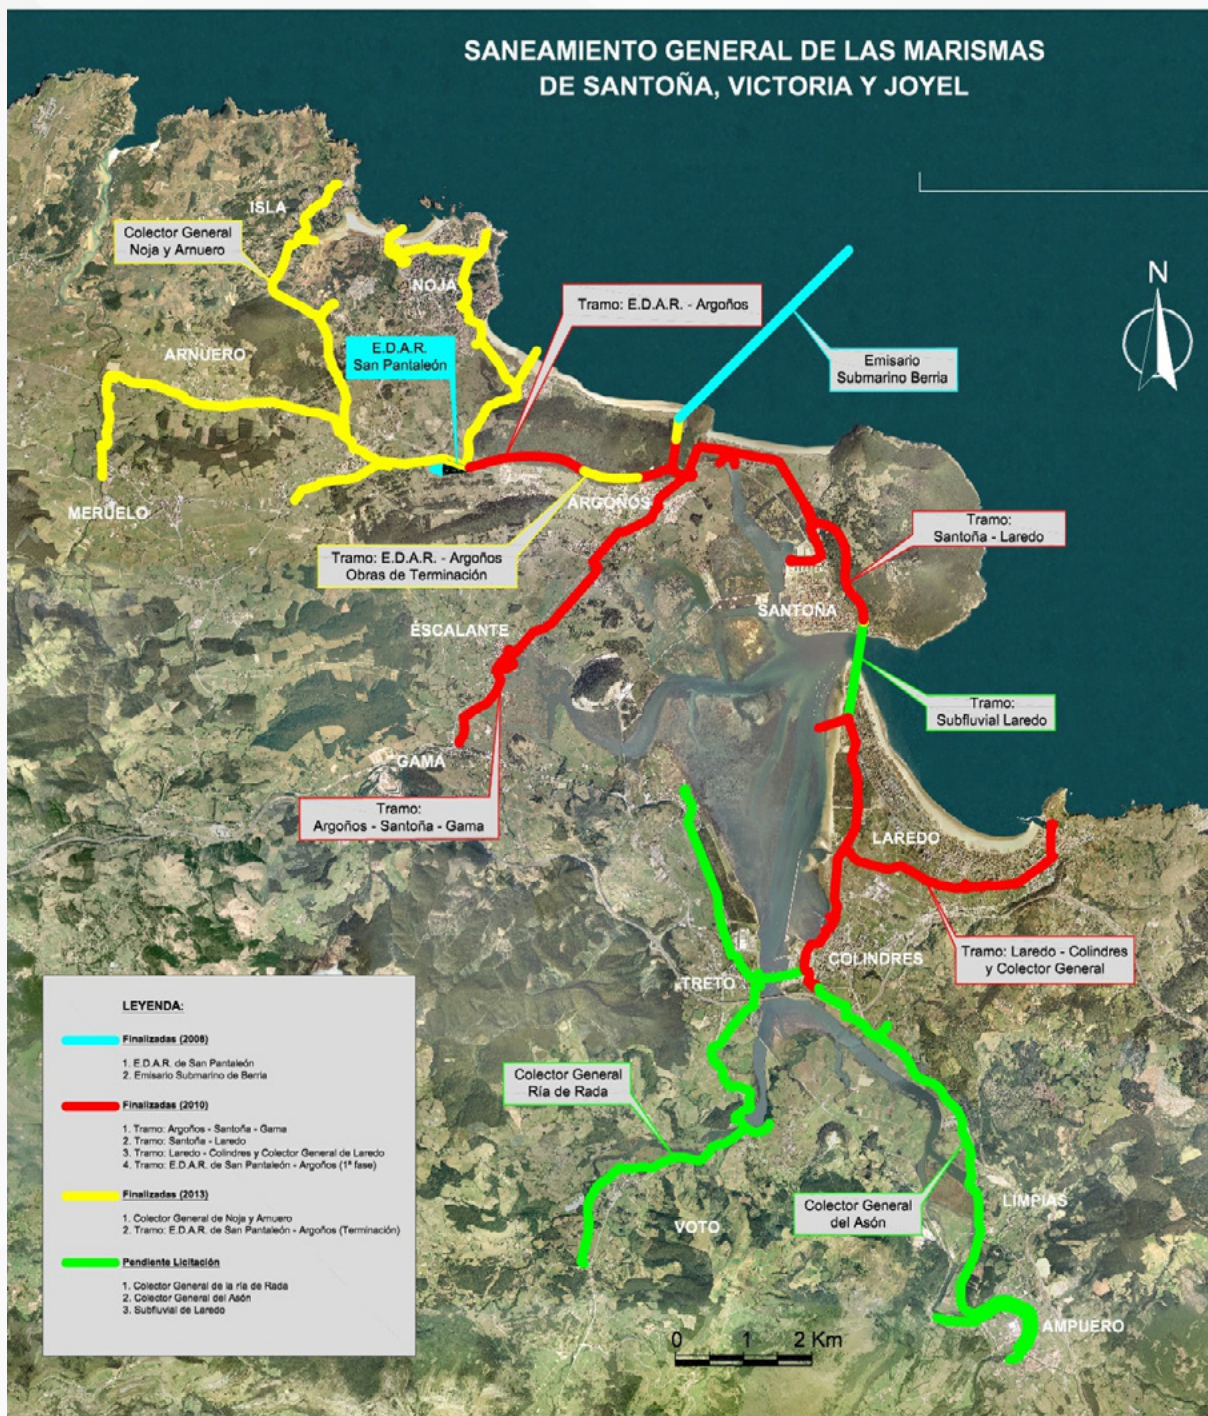 SANEAMIENTO GENERAL DE LAS MARISMAS
DE SANTOÑA, VICTORIA Y JOYEL
ISLA
Colector General
Noja y Arnuero
NOJA
N
Tramo: E.D.A.R. - Argoños
ARNUERO
E.D.A.R.
San Pantaleón
Emisario
Submarino Berria
MERUELO
ARGOÑOS
Tramo:
Santoña - Laredo
Tramo: E.D.A.R. - Argoños
Obras de Terminación
SANTOÑA
ESCALANTE
Tramo:
Subfluvial Laredo
GAMA
Tramo:
Argoños - Santoña - Gama
LAREDO
Tramo: Laredo - Colindres
y Colector General
COLINDRES
TRETO
Colector General
Ría de Rada
Colector General
del Asón
LIMPIAS
VOTO
AMPUERO
0 1 2 Km
LEYENDA:
Finalizadas (2008)
1. E.D.A.R. de San Pantaleón
2. Emisario Submarino de Berria
Finalizadas (2010)
1. Tramo: Argoños - Santoña - Gama
2. Tramo: Santoña - Laredo
3. Tramo: Laredo - Colindres y Colector General de Laredo
4. Tramo: E.D.A.R. de San Pantaleón - Argoños (1ª fase)
Finalizadas (2013)
1. Colector General de Noja y Arnuero
2. Tramo: E.D.A.R. de San Pantaleón - Argoños (Terminación)
Pendiente Licitación
1. Colector General de la ría de Rada
2. Colector General del Asón
3. Subfluvial de Laredo